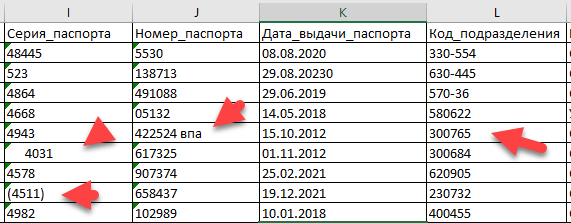 I J K L
Серия_паспорта Номер_паспорта Дата_выдачи_паспорта Код_подразделения
48445 5530 08.08.2020 330-554
523 138713 29.08.20230 630-445
4864 491088 29.06.2019 570-36
4668 05132 14.05.2018 580622
4943 422524 впа 15.10.2012 300765
4031 617325 01.11.2012 300684
4578 907374 25.02.2021 620905
(4511) 658437 19.12.2021 230732
4982 102989 10.01.2018 400455